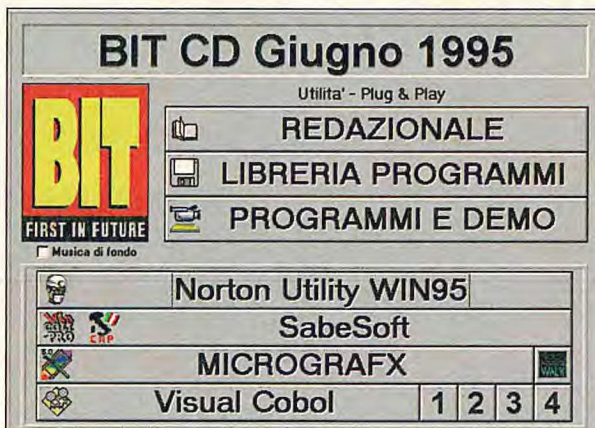 BIT CD Giugno 1995
Utilita' - Plug & Play
BIT
FIRST IN FUTURE
Musica di fondo
REDAZIONALE
LIBRERIA PROGRAMMI
PROGRAMMI E DEMO
Norton Utility WIN95
SabeSoft
MICROGRAFX
Visual Cobol
1 2 3 4